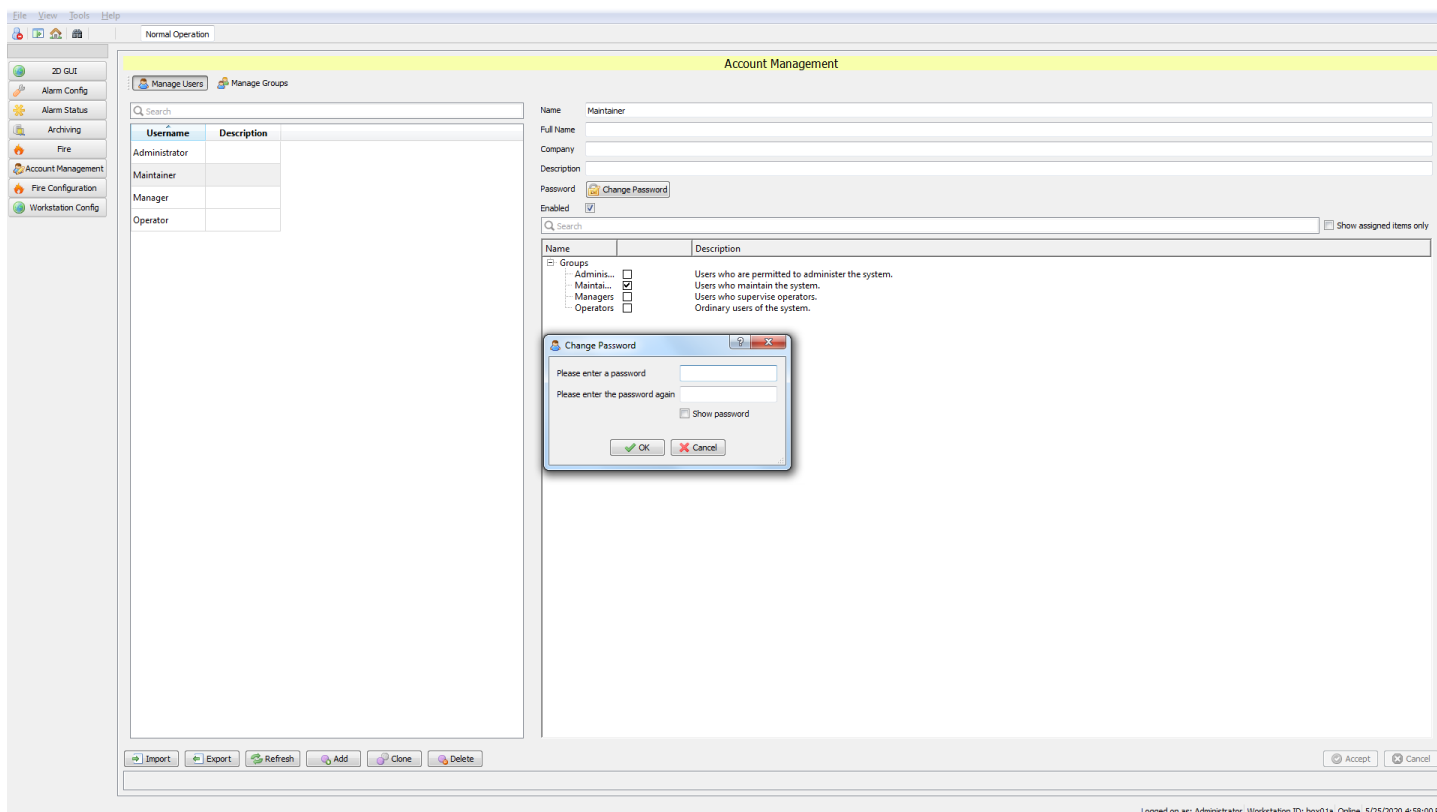 File View Tools Help
Normal Operation
2D GUI
Alarm Config
Alarm Status
Archiving
Fire
Account Management
Fire Configuration
Workstation Config
Account Management
Manage Users Manage Groups
Search
Username Description
Administrator
Maintainer
Manager
Operator
Name Maintainer
Full Name
Company
Description
Password Change Password
Enabled
Search Show assigned items only
Name Description
Groups
Adminis... Users who are permitted to administer the system.
Maintai... Users who maintain the system.
Managers Users who supervise operators.
Operators Ordinary users of the system.
Change Password
Please enter a password
Please enter the password again
Show password
OK Cancel
Import Export Refresh Add Clone Delete
Accept Cancel
Logged on as: Administrator, Workstation ID: box01a, Online, 5/25/2020 4:58:00